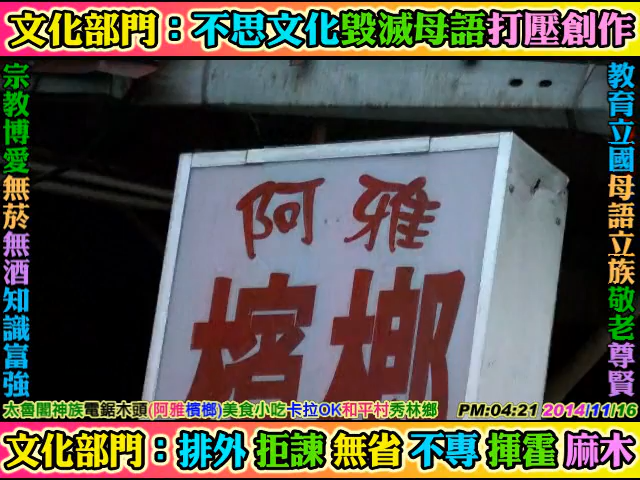 文化部門：不思文化毀滅母語打壓創作
宗教博愛無菸無酒知識富強
教育立國母語立族敬老尊賢
阿雅
檳榔
太魯閣神族電鋸木頭(阿雅檳榔)美食小吃卡拉OK和平村秀林鄉 PM:04:21 2014/11/16
文化部門：排外 拒諫 無省 不專 揮霍 麻木